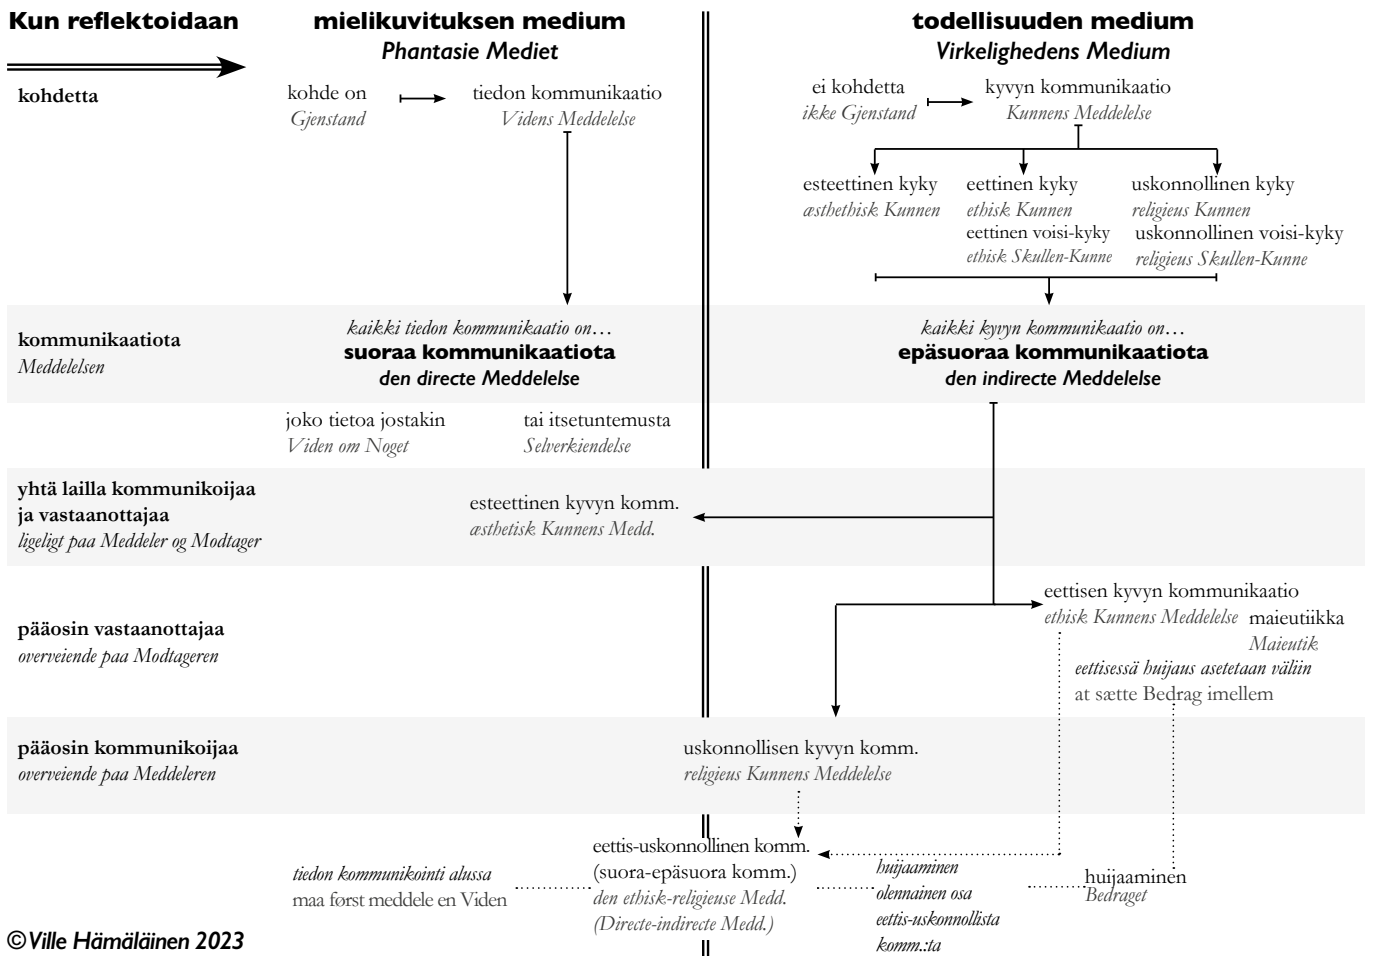 Kun reflektoidaan
mielikuvituksen medium
Phantasie Mediet
todellisuuden medium
Virkelighedens Medium
kohdetta
kohde on
Gjenstand
tiedon kommunikaatio
Videns Meddelelse
ei kohdetta
ikke Gjenstand
kyvyn kommunikaatio
Kunnens Meddelelse
esteettinen kyky
æsthethisk Kunnen
eettinen kyky
ethisk Kunnen
eettinen voisi-kyky
ethisk Skullen-Kunne
uskonnollinen kyky
religieus Kunnen
uskonnollinen voisi-kyky
religieus Skullen-Kunne
kommunikaatiota
Meddelelsen
kaikki tiedon kommunikaatio on…
suoraa kommunikaatiota
den directe Meddelelse
kaikki kyvyn kommunikaatio on…
epäsuoraa kommunikaatiota
den indirecte Meddelelse
joko tietoa jostakin
Viden om Noget
tai itsetuntemusta
Selverkiendelse
yhtä lailla kommunikoijaa
ja vastaanottajaa
ligeligt paa Meddeler og Modtager
esteettinen kyvyn komm.
æsthetisk Kunnens Medd.
pääosin vastaanottajaa
overveiende paa Modtageren
eettisen kyvyn kommunikaatio
ethisk Kunnens Meddelelse
maieutiikka
Maieutik
eettisessä huijaus asetetaan väliin
at sætte Bedrag imellem
pääosin kommunikoijaa
overveiende paa Meddeleren
uskonnollisen kyvyn komm.
religieus Kunnens Meddelelse
tiedon kommunikointi alussa
maa først meddele en Viden
eettis-uskonnollinen komm.
(suora-epäsuora komm.)
den ethisk-religieuse Medd.
(Directe-indirecte Medd.)
huijaaminen
olennainen osa
eettis-uskonnollista
komm.:ta
huijaaminen
Bedraget
©Ville Hämäläinen 2023